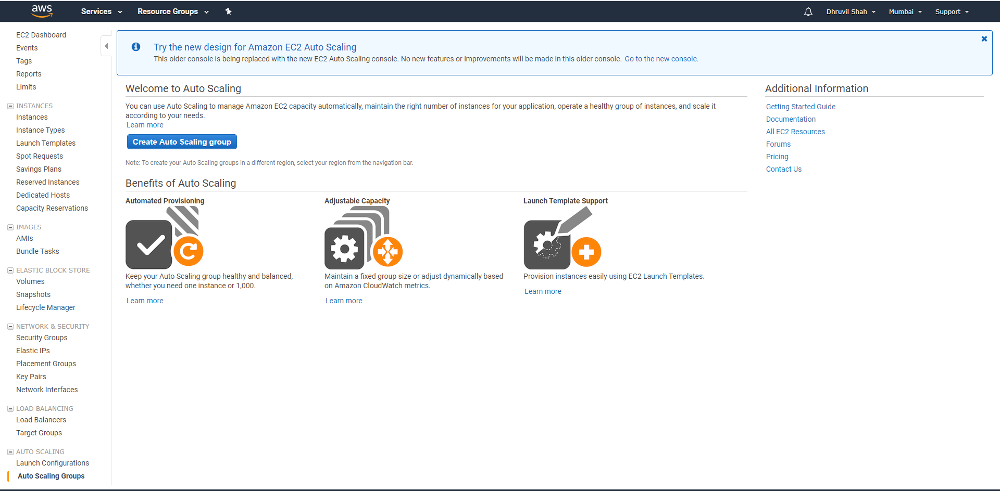 aws
Services
Resource Groups
Dhruvil Shah
Mumbai
Support
EC2 Dashboard
Events
Tags
Reports
Limits
INSTANCES
Instances
Instance Types
Launch Templates
Spot Requests
Savings Plans
Reserved Instances
Dedicated Hosts
Capacity Reservations
IMAGES
AMIs
Bundle Tasks
ELASTIC BLOCK STORE
Volumes
Snapshots
Lifecycle Manager
NETWORK & SECURITY
Security Groups
Elastic IPs
Placement Groups
Key Pairs
Network Interfaces
LOAD BALANCING
Load Balancers
Target Groups
AUTO SCALING
Launch Configurations
Auto Scaling Groups
Try the new design for Amazon EC2 Auto Scaling
This older console is being replaced with the new EC2 Auto Scaling console. No new features or improvements will be made in this older console. Go to the new console.
Welcome to Auto Scaling
You can use Auto Scaling to manage Amazon EC2 capacity automatically, maintain the right number of instances for your application, operate a healthy group of instances, and scale it
according to your needs.
Learn more
Create Auto Scaling group
Note: To create your Auto Scaling groups in a different region, select your region from the navigation bar.
Benefits of Auto Scaling
Automated Provisioning
Keep your Auto Scaling group healthy and balanced,
whether you need one instance or 1,000.
Learn more
Adjustable Capacity
Maintain a fixed group size or adjust dynamically based
on Amazon CloudWatch metrics.
Learn more
Launch Template Support
Provision instances easily using EC2 Launch Templates.
Learn more
Additional Information
Getting Started Guide
Documentation
All EC2 Resources
Forums
Pricing
Contact Us